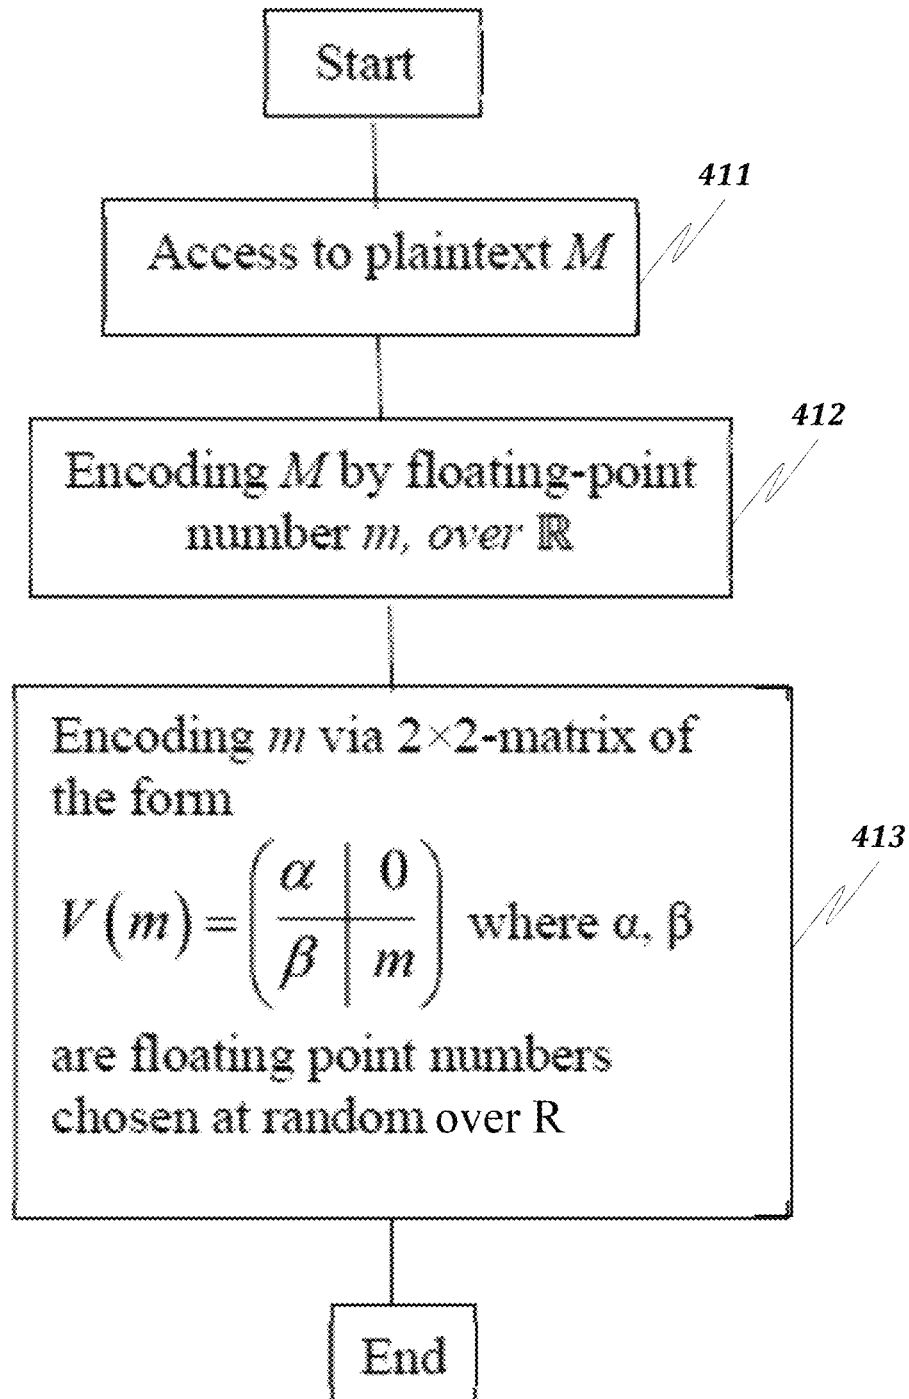 Start
411
Access to plaintext M
412
Encoding M by floating-point
number m, over ℝ
Encoding m via 2×2-matrix of
the form
413
α | 0
V(m) = ( ) where α, β
β | m
are floating point numbers
chosen at random over R
End